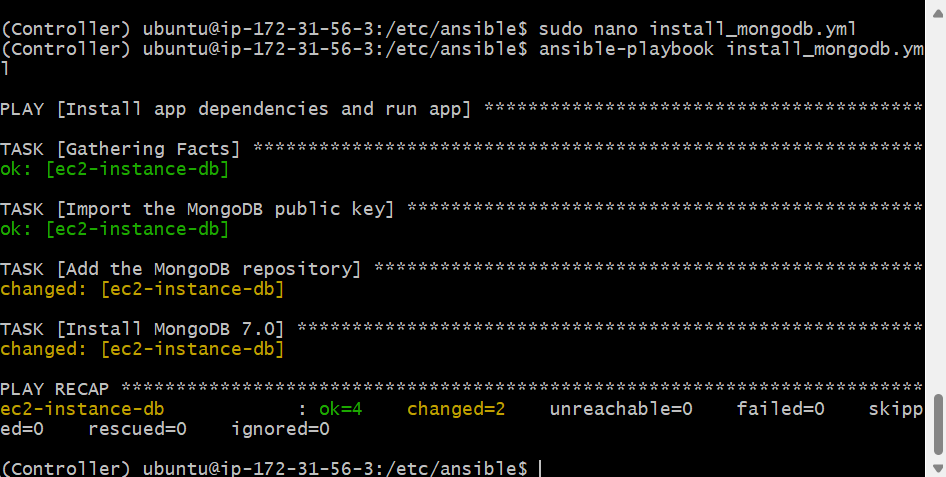 (Controller) ubuntu@ip-172-31-56-3:/etc/ansible$ sudo nano install_mongodb.yml
(Controller) ubuntu@ip-172-31-56-3:/etc/ansible$ ansible-playbook install_mongodb.ym
l
PLAY [Install app dependencies and run app] ****************************************
TASK [Gathering Facts] *************************************************************
ok: [ec2-instance-db]
TASK [Import the MongoDB public key] ***********************************************
ok: [ec2-instance-db]
TASK [Add the MongoDB repository] **************************************************
changed: [ec2-instance-db]
TASK [Install MongoDB 7.0] *********************************************************
changed: [ec2-instance-db]
PLAY RECAP *************************************************************************
ec2-instance-db            : ok=4    changed=2    unreachable=0    failed=0    skipp
ed=0    rescued=0    ignored=0
(Controller) ubuntu@ip-172-31-56-3:/etc/ansible$